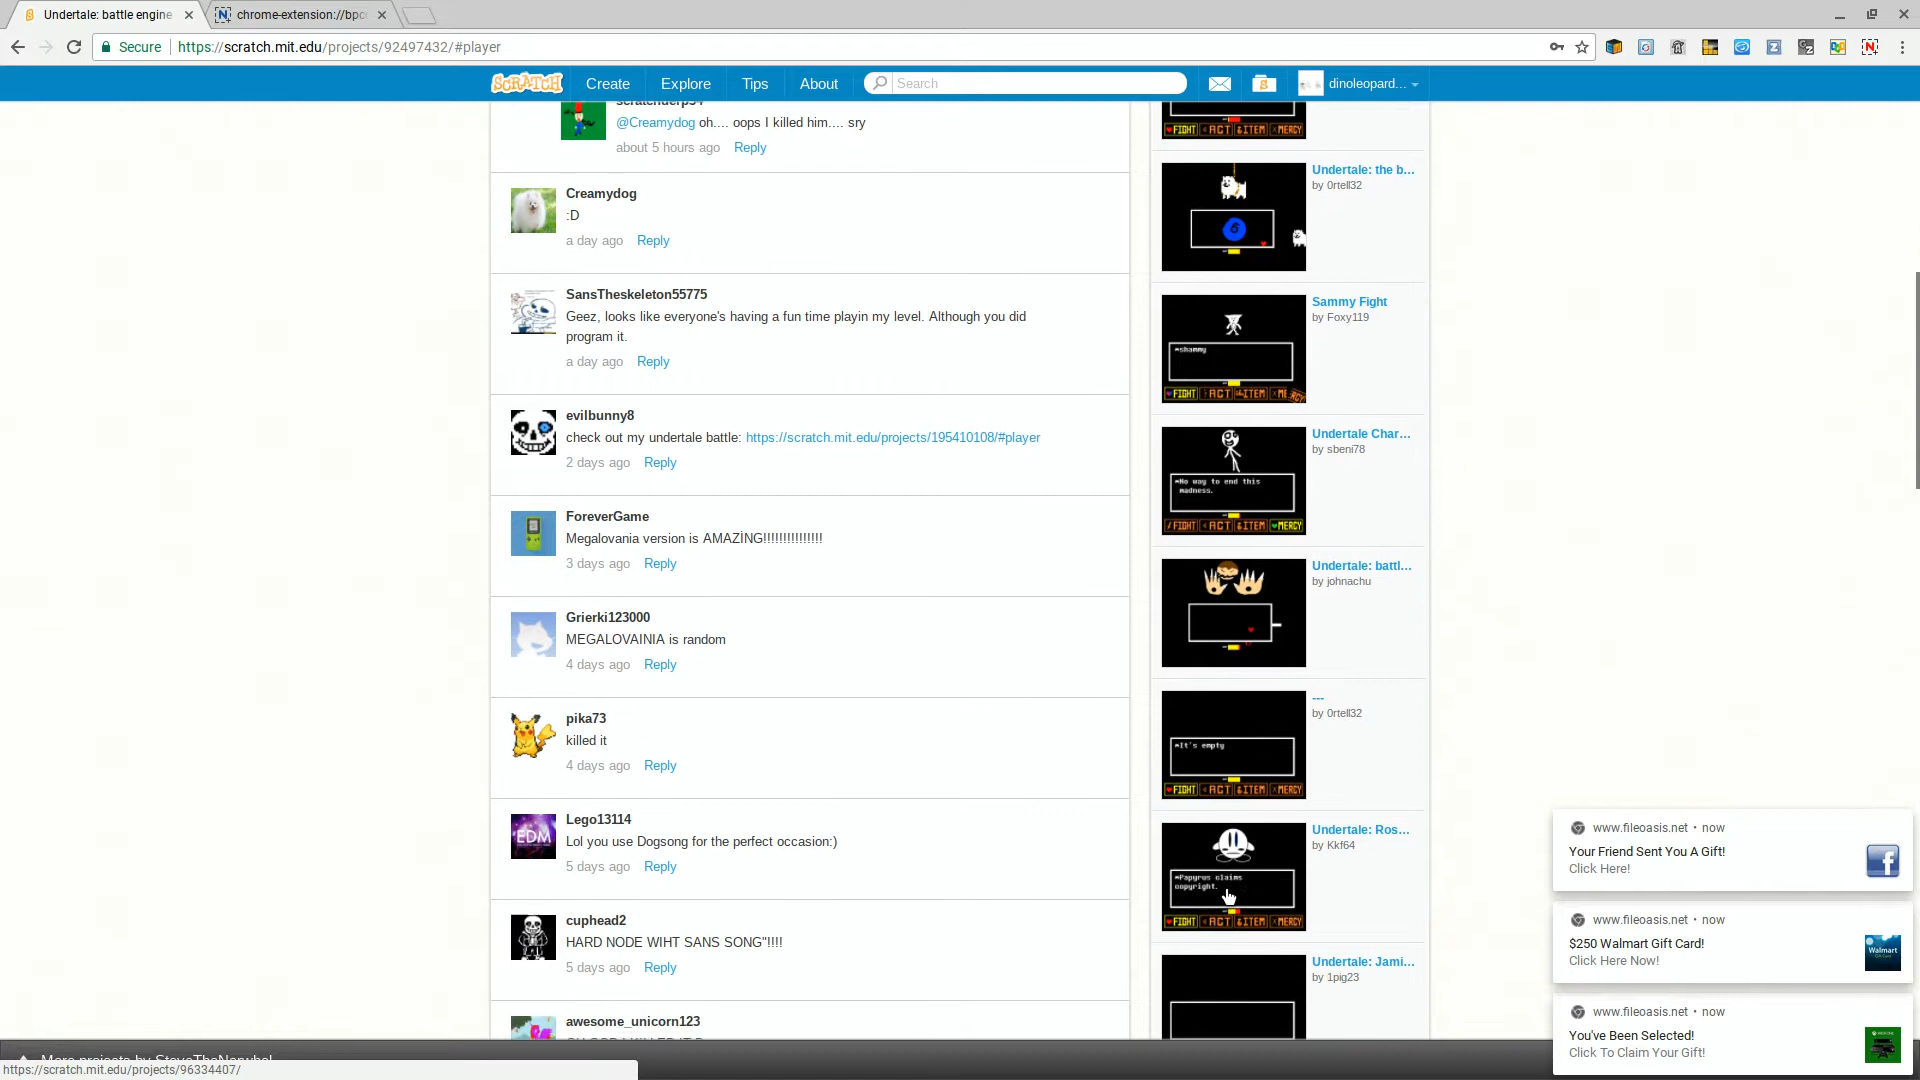 Undertale: battle engine
chrome-extension://bpc
Secure
https://scratch.mit.edu/projects/92497432/#player
SCRATCH
Create
Explore
Tips
About
Search
dinoleopard...
@Creamydog oh.... oops I killed him.... sry
about 5 hours ago Reply
Creamydog
:D
a day ago Reply
SansTheskeleton55775
Geez, looks like everyone's having a fun time playin my level. Although you did
program it.
a day ago Reply
evilbunny8
check out my undertale battle: https://scratch.mit.edu/projects/195410108/#player
2 days ago Reply
ForeverGame
Megalovania version is AMAZİNG!!!!!!!!!!!!!!!
3 days ago Reply
Grierki123000
MEGALOVAINIA is random
4 days ago Reply
pika73
killed it
4 days ago Reply
EDM
Lego13114
Lol you use Dogsong for the perfect occasion:)
5 days ago Reply
cuphead2
HARD NODE WIHT SANS SONG"!!!!
5 days ago Reply
awesome_unicorn123
FIGHT ACT ITEM MERCY
Undertale: the b...
by 0rtell32
Sammy Fight
by Foxy119
*shammy
FIGHT ACT ITEM
Undertale Char...
by sbeni78
*No way to end this
madness.
FIGHT ACT ITEM MERCY
Undertale: battl...
by johnachu
---
by 0rtell32
*It's empty
FIGHT ACT ITEM MERCY
Undertale: Ros...
by Kkf64
*Papyrus claims
copyright.
FIGHT ACT ITEM MERCY
Undertale: Jami...
by 1pig23
www.fileoasis.net • now
Your Friend Sent You A Gift!
Click Here!
www.fileoasis.net • now
$250 Walmart Gift Card!
Click Here Now!
Walmart
www.fileoasis.net • now
You've Been Selected!
Click To Claim Your Gift!
More projects by SteveTheNarwhal
https://scratch.mit.edu/projects/96334407/